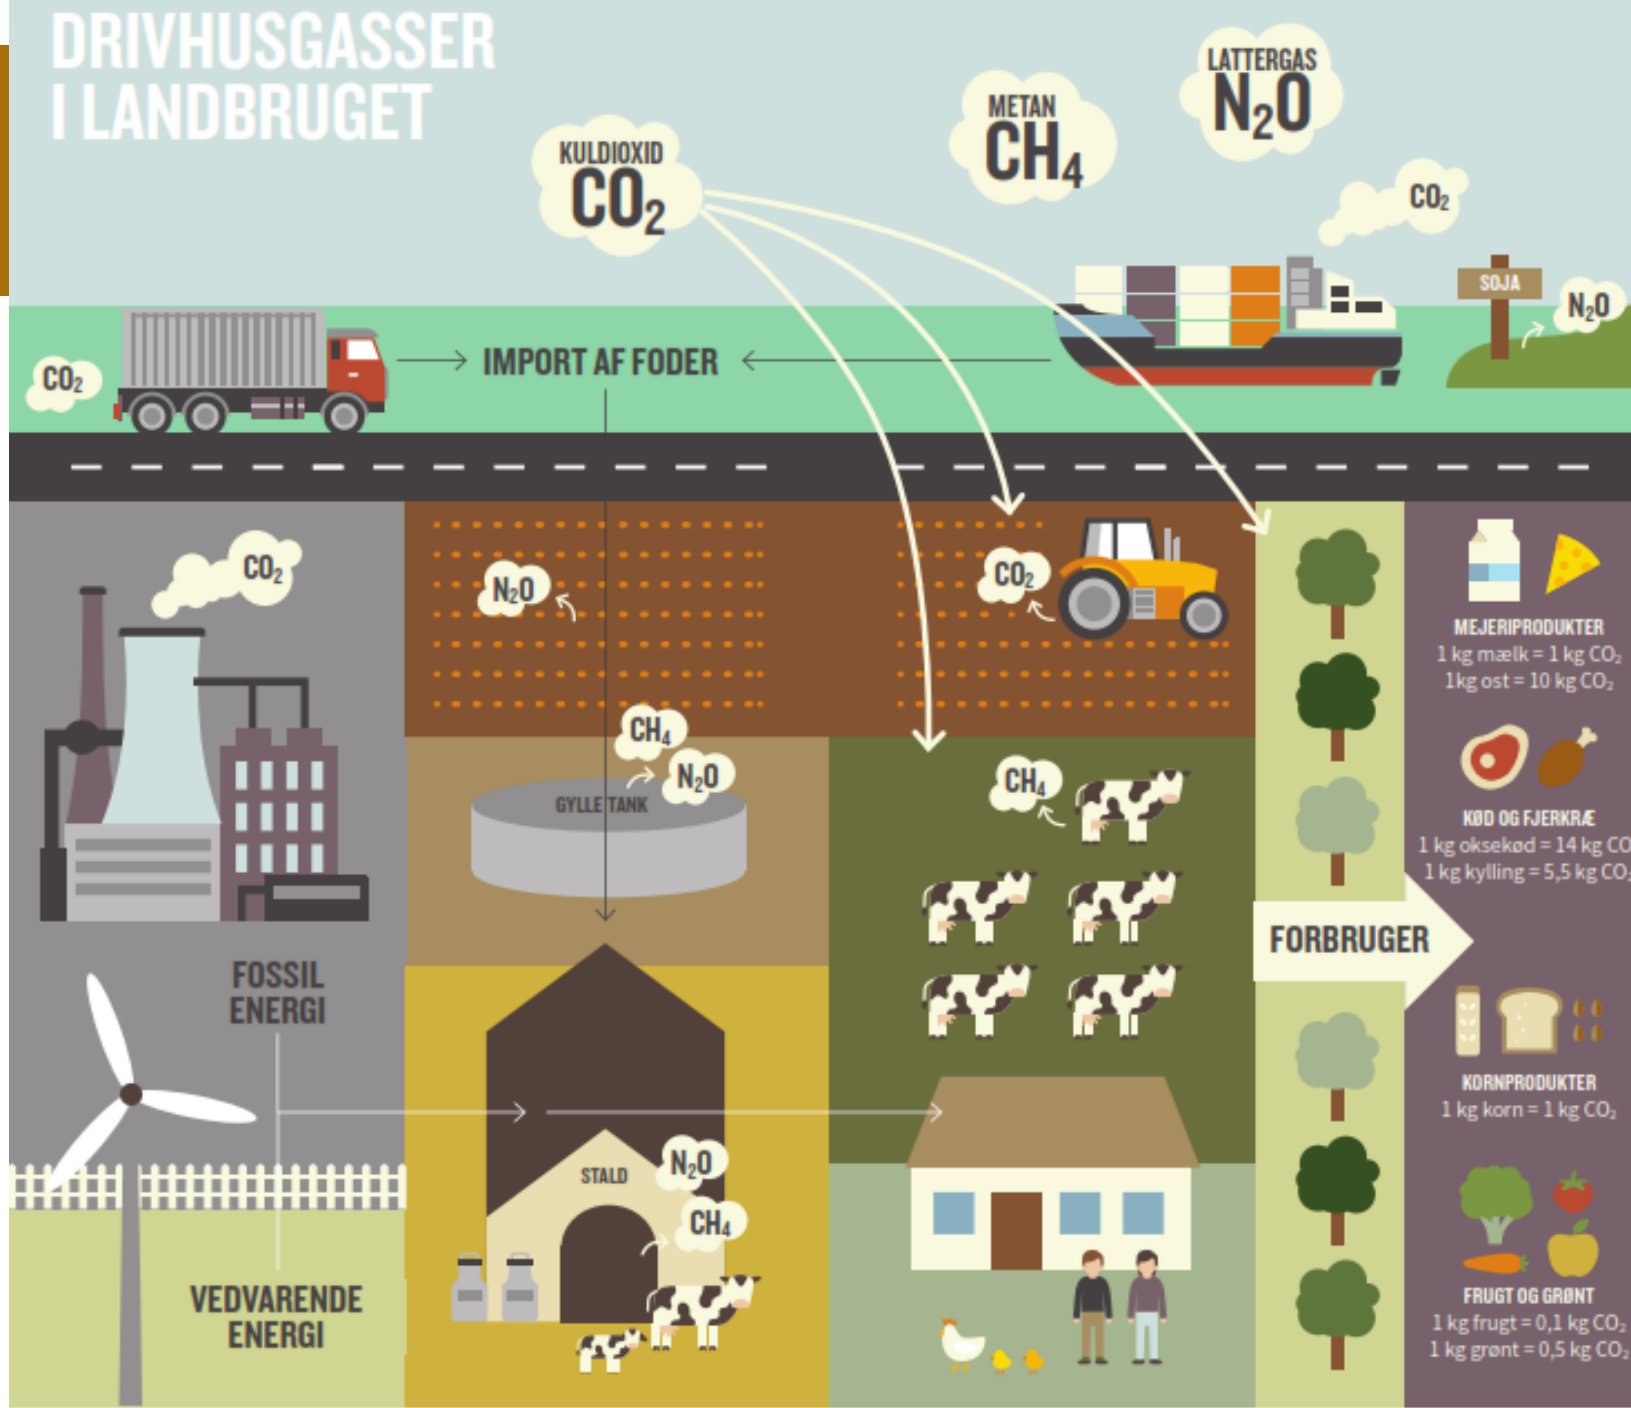 DRIVHUSGASSER
I LANDBRUGET
KULDIOXID
CO₂
METAN
CH₄
LATTERGAS
N₂O
CO₂
SOJA
N₂O
CO₂
IMPORT AF FODER
CO₂
N₂O
CO₂
CH₄
N₂O
GYLLETANK
CH₄
FOSSIL
ENERGI
VEDVARENDE
ENERGI
STALD
N₂O
CH₄
FORBRUGER
MEJERIPRODUKTER
1 kg mælk = 1 kg CO₂
1kg ost = 10 kg CO₂
KØD OG FJERKRÆ
1 kg oksekød = 14 kg CO
1 kg kylling = 5,5 kg CO₂
KORNPRODUKTER
1 kg korn = 1 kg CO₂
FRUGT OG GRØNT
1 kg frugt = 0,1 kg CO₂
1 kg grønt = 0,5 kg CO₂